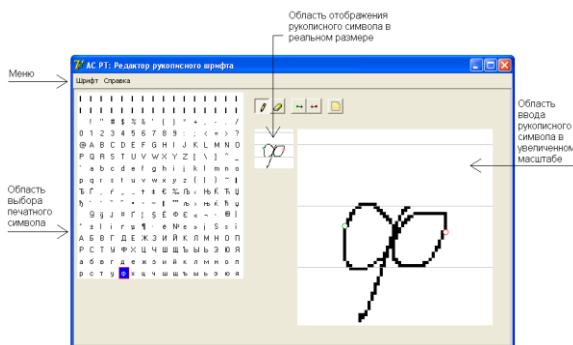 Область отображения
рукописного символа в
реальном размере
АС РТ: Редактор рукописного шрифта
Меню
Шрифт Справка
! " # $ % & ' ( ) * + , - . /
0 1 2 3 4 5 6 7 8 9 : ; < = > ?
@ A B C D E F G H I J K L M N O
P Q R S T U V W X Y Z [ \ ] ^ _
` a b c d e f g h i j k l m n o
p q r s t u v w x y z { | } ~
А Б В Г Д Е Ж З И Й К Л М Н О П
Р С Т У Ф Х Ц Ч Ш Щ Ъ Ы Ь Э Ю Я
а б в г д е ж з и й к л м н о п
р с т у ф х ц ч ш щ ъ ы ь э ю я
Область
выбора
печатного
символа
Область
ввода
рукописного
символа в
увеличенном
масштабе